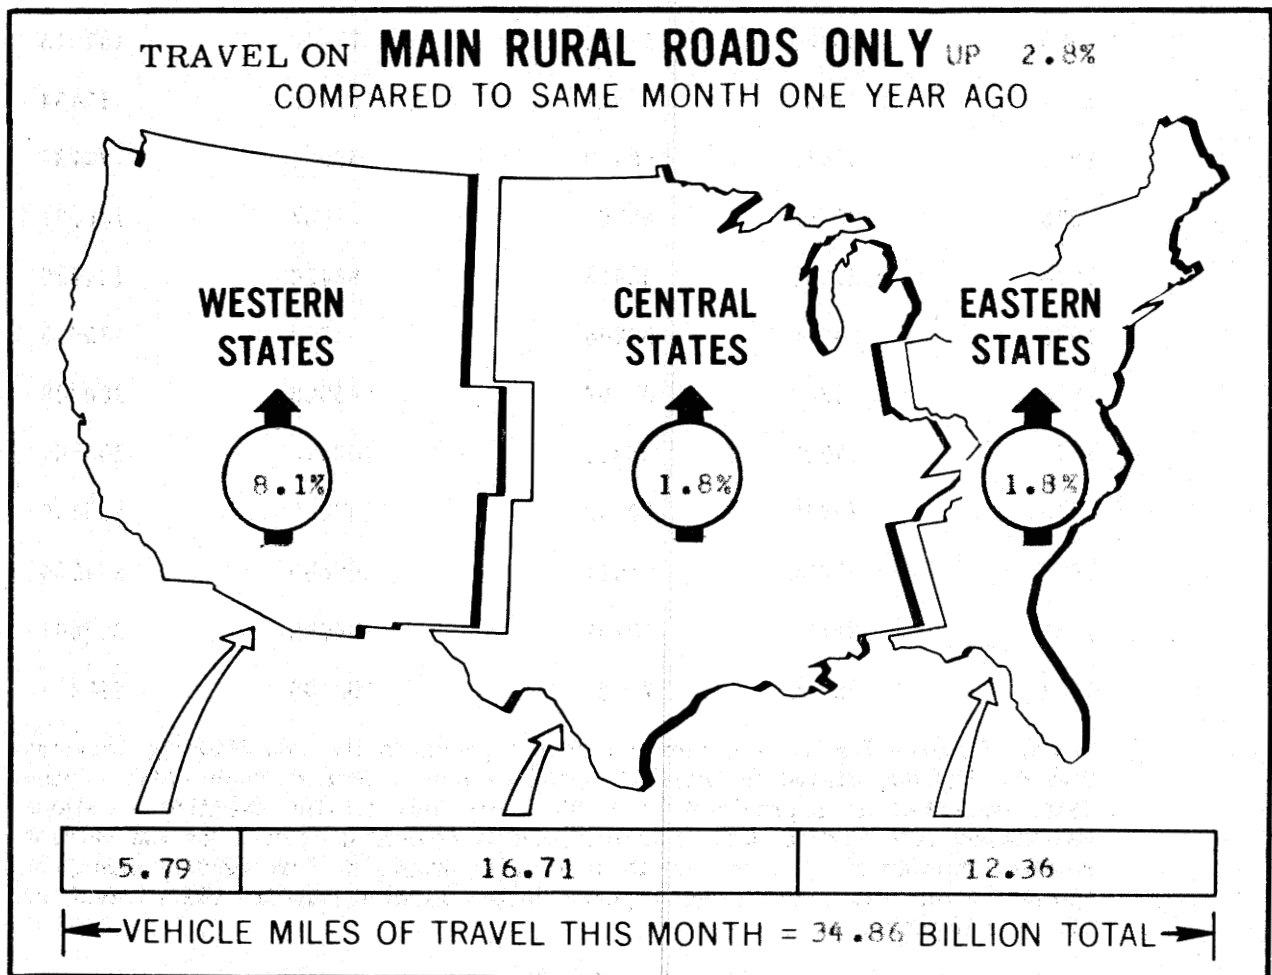 TRAVEL ON MAIN RURAL ROADS ONLY UP 2.8%
COMPARED TO SAME MONTH ONE YEAR AGO
WESTERN
STATES
8.1%
CENTRAL
STATES
1.8%
EASTERN
STATES
1.8%
5.79 16.71 12.36
VEHICLE MILES OF TRAVEL THIS MONTH = 34.86 BILLION TOTAL